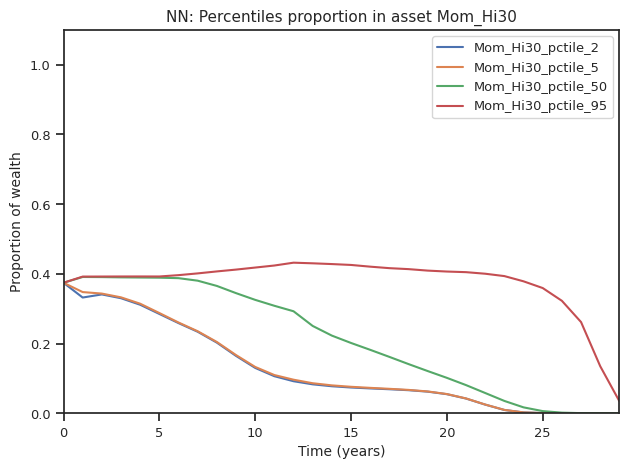 NN: Percentiles proportion in asset Mom_Hi30
Mom_Hi30_pctile_2
Mom_Hi30_pctile_5
Mom_Hi30_pctile_50
Mom_Hi30_pctile_95
Proportion of wealth
1.0
0.8
0.6
0.4
0.2
0.0
0 5 10 15 20 25
Time (years)